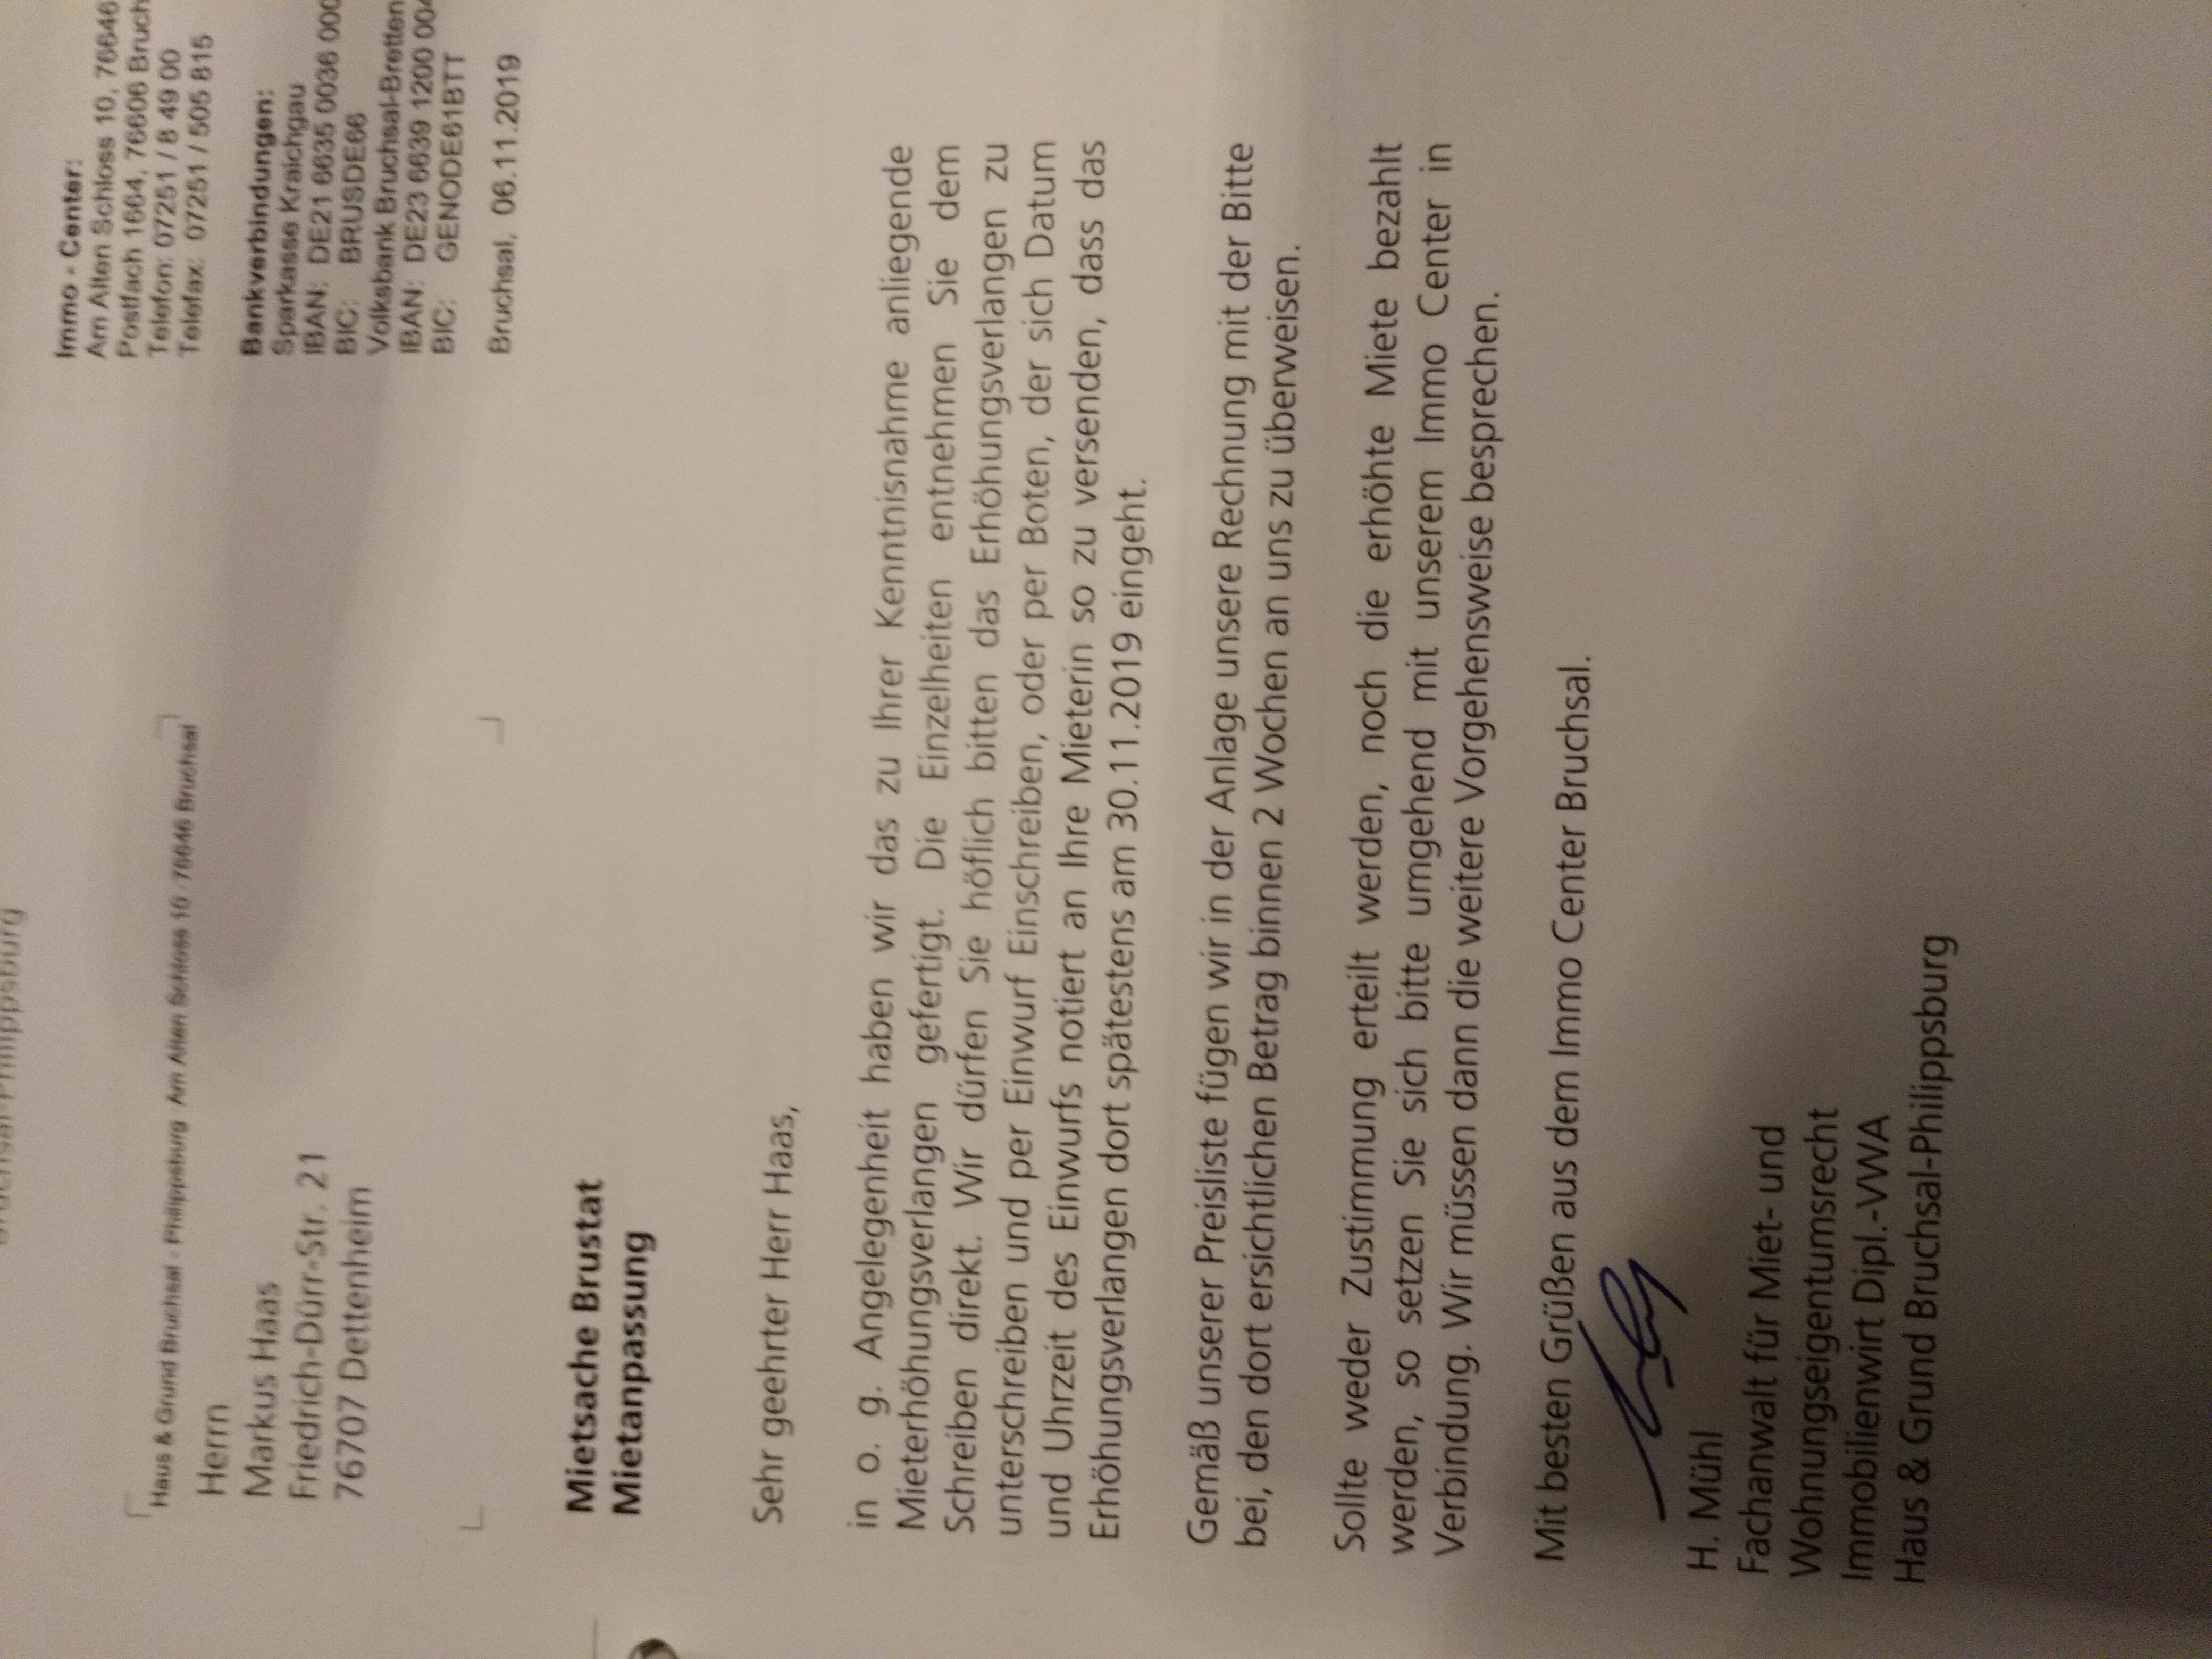 Haus & Grund Bruchsal - Philippsburg Am Alten Schloss 10 76646 Bruchsal
Herrn
Markus Haas
Friedrich-Dürr-Str. 21
76707 Dettenheim
Immo - Center:
Am Alten Schloss 10, 76646
Postfach 1664, 76606 Bruch
Telefon: 07251 / 8 49 00
Telefax: 07251 / 505 815
Bankverbindungen:
Sparkasse Kraichgau
IBAN: DE21 6635 0036 000
BIC: BRUSDE66
Volksbank Bruchsal-Bretten
IBAN: DE23 6639 1200 004
BIC: GENODE61BTT
Bruchsal, 06.11.2019
Mietsache Brustat
Mietanpassung
Sehr geehrter Herr Haas,
in o. g. Angelegenheit haben wir das zu Ihrer Kenntnisnahme anliegende
Mieterhöhungsverlangen gefertigt. Die Einzelheiten entnehmen Sie dem
Schreiben direkt. Wir dürfen Sie höflich bitten das Erhöhungsverlangen zu
unterschreiben und per Einwurf Einschreiben, oder per Boten, der sich Datum
und Uhrzeit des Einwurfs notiert an Ihre Mieterin so zu versenden, dass das
Erhöhungsverlangen dort spätestens am 30.11.2019 eingeht.
Gemäß unserer Preisliste fügen wir in der Anlage unsere Rechnung mit der Bitte
bei, den dort ersichtlichen Betrag binnen 2 Wochen an uns zu überweisen.
Sollte weder Zustimmung erteilt werden, noch die erhöhte Miete bezahlt
werden, so setzen Sie sich bitte umgehend mit unserem Immo Center in
Verbindung. Wir müssen dann die weitere Vorgehensweise besprechen.
Mit besten Grüßen aus dem Immo Center Bruchsal.
H. Mühl
Fachanwalt für Miet- und
Wohnungseigentumsrecht
Immobilienwirt Dipl.-VWA
Haus & Grund Bruchsal-Philippsburg